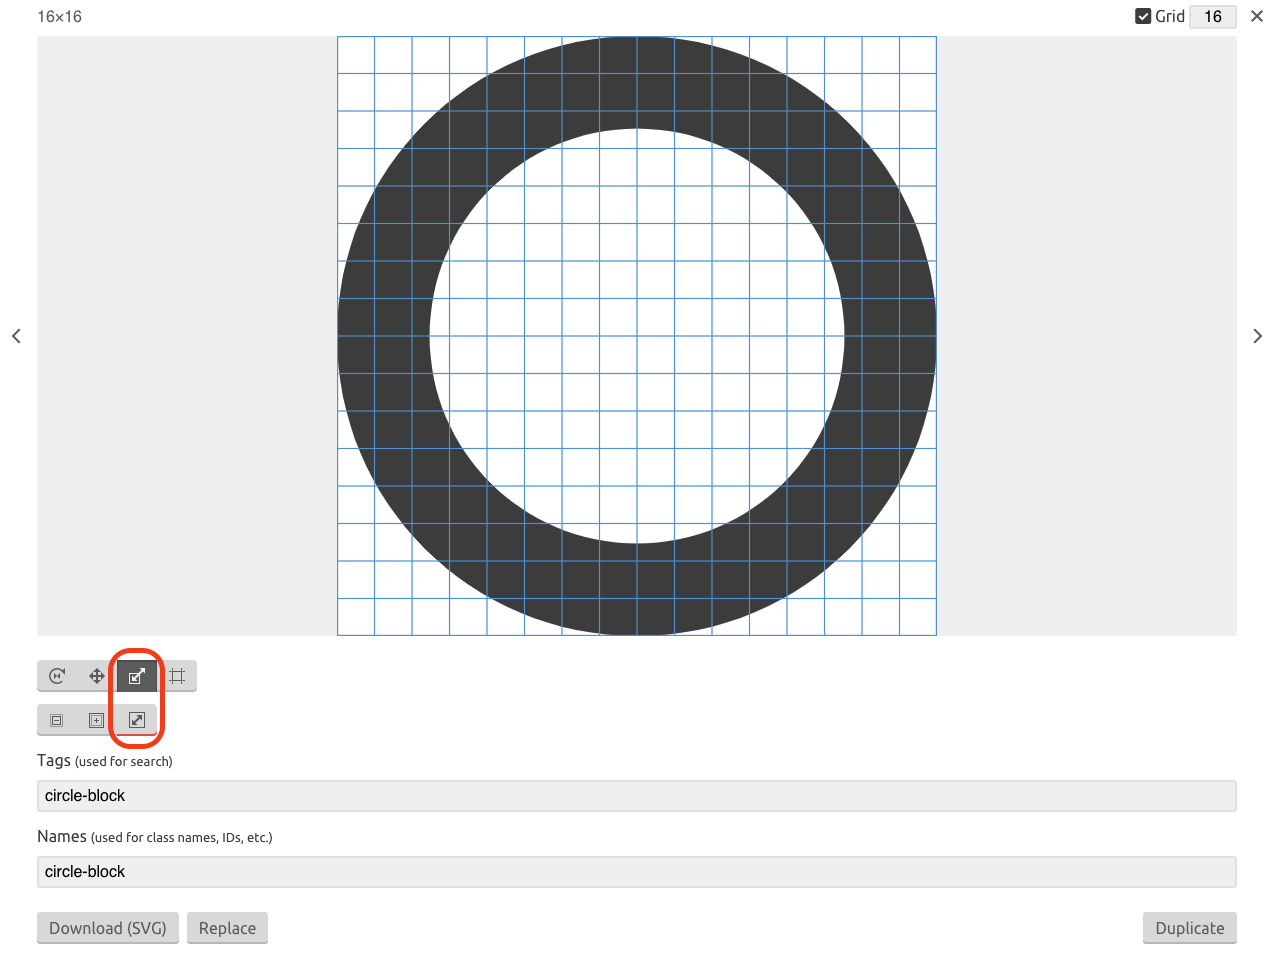 16×16
Grid 16
Tags (used for search)
circle-block
Names (used for class names, IDs, etc.)
circle-block
Download (SVG) Replace Duplicate